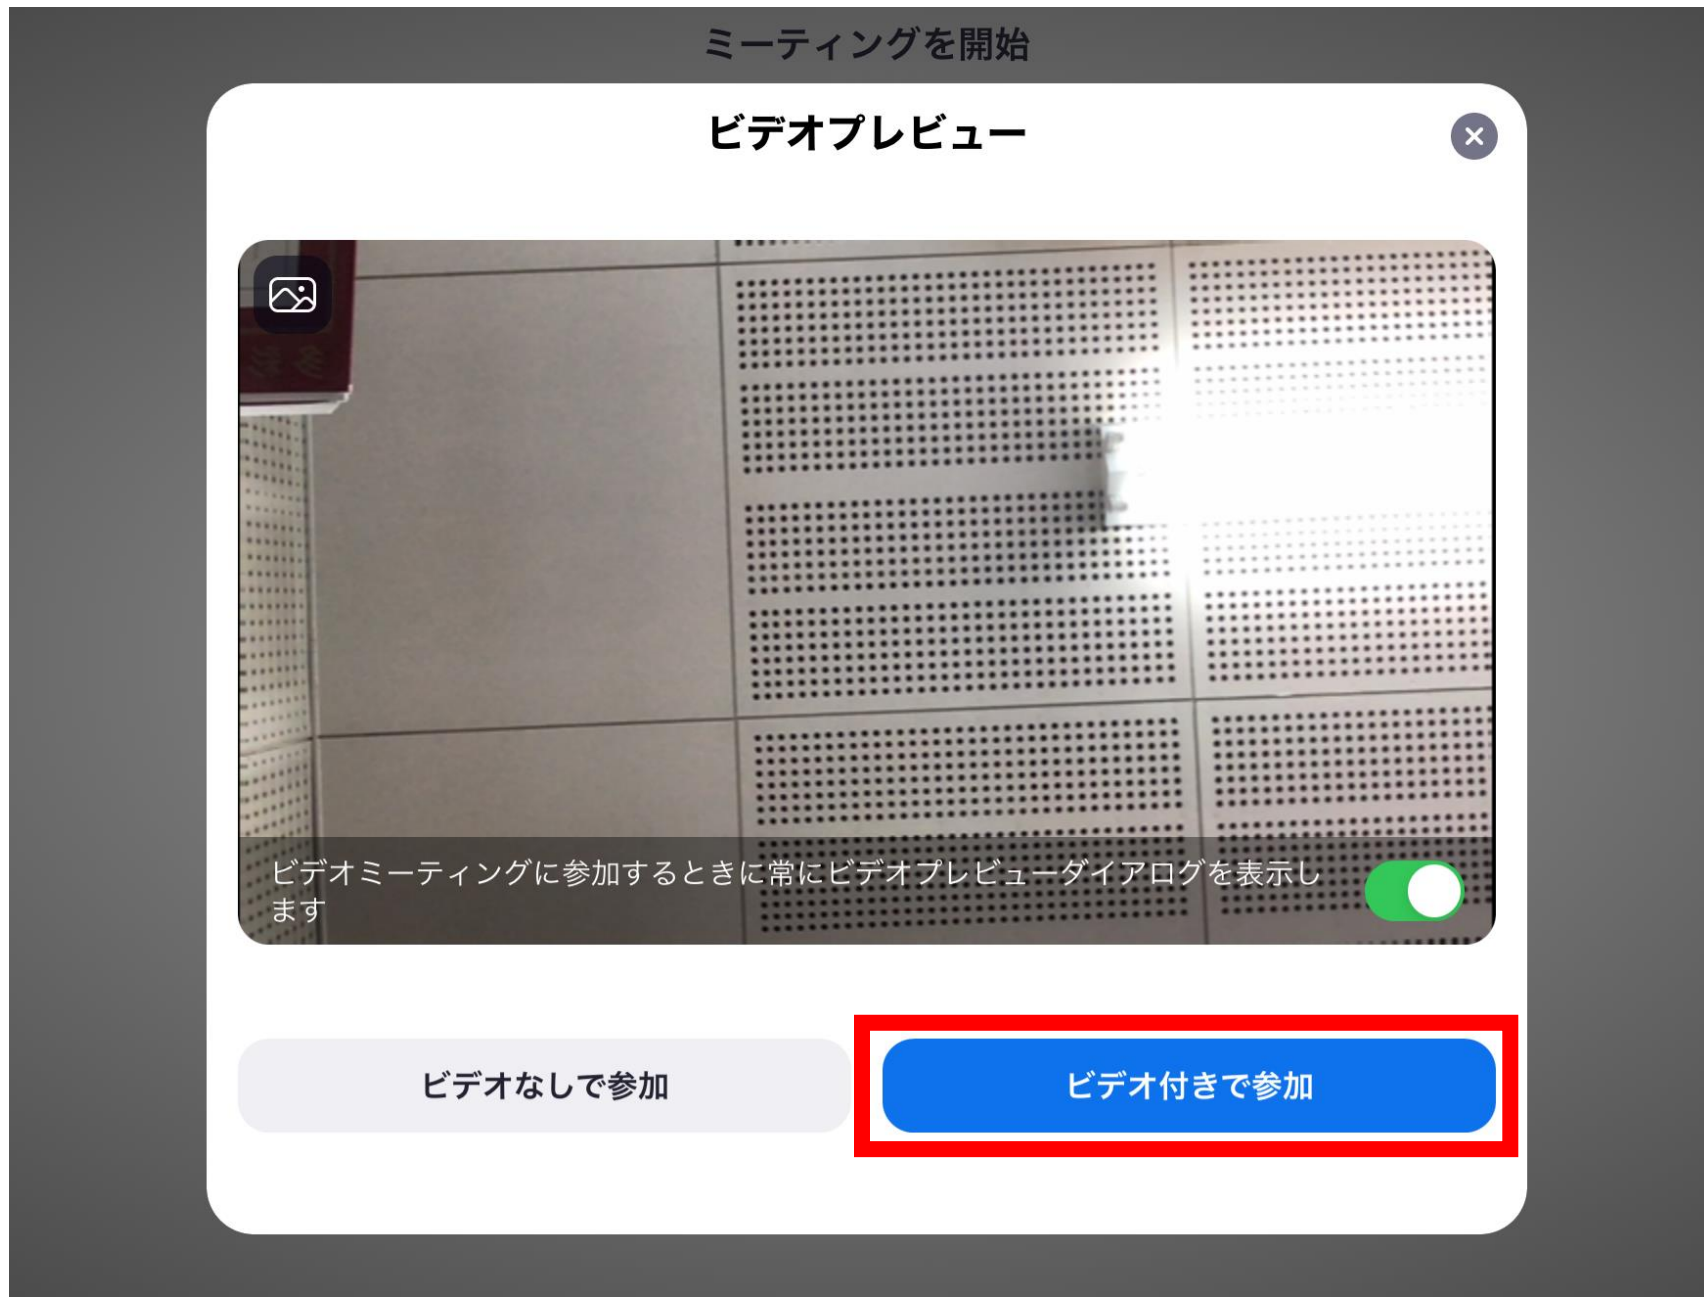 ミーティングを開始
ビデオプレビュー
ビデオミーティングに参加するときに常にビデオプレビューダイアログを表示し
ます
ビデオなしで参加
ビデオ付きで参加